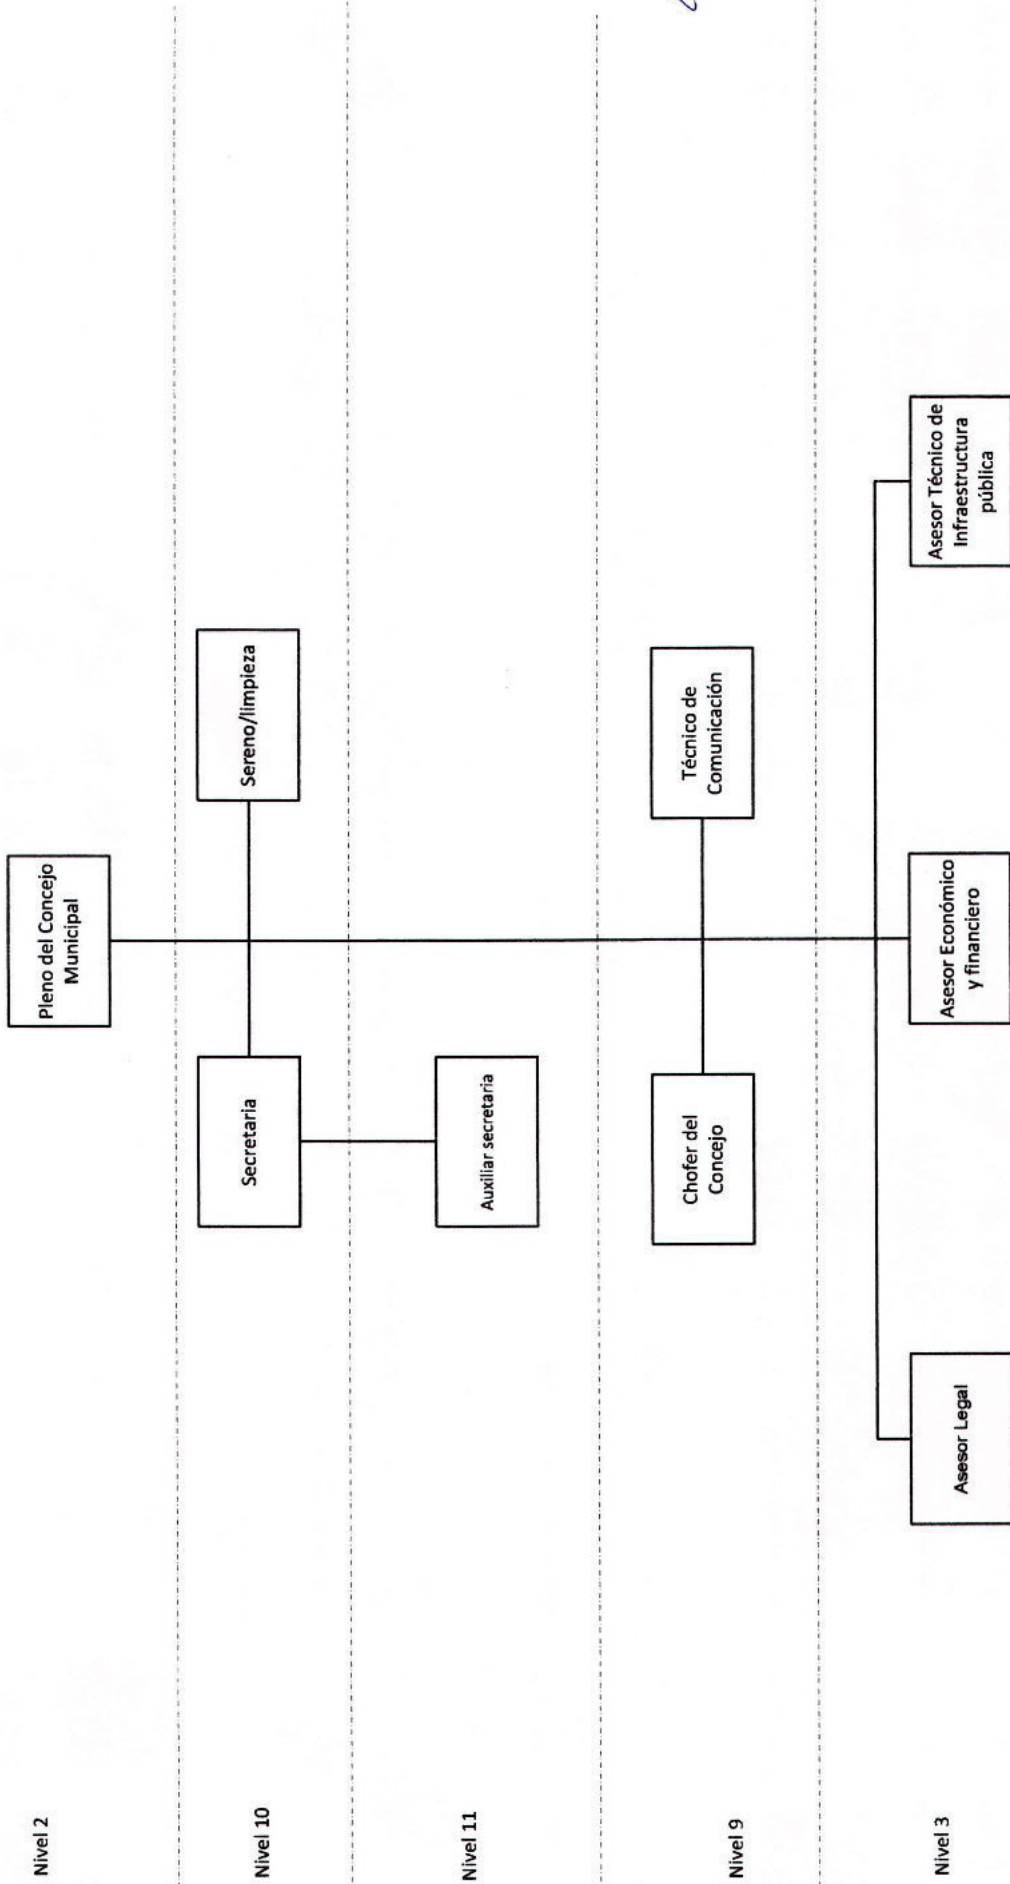 Nivel 2
Pleno del Concejo
Municipal
Nivel 10
Secretaria
Sereno/limpieza
Nivel 11
Auxiliar secretaria
Nivel 9
Chofer del
Concejo
Técnico de
Comunicación
Nivel 3
Asesor Legal
Asesor Económico
y financiero
Asesor Técnico de
Infraestructura
pública